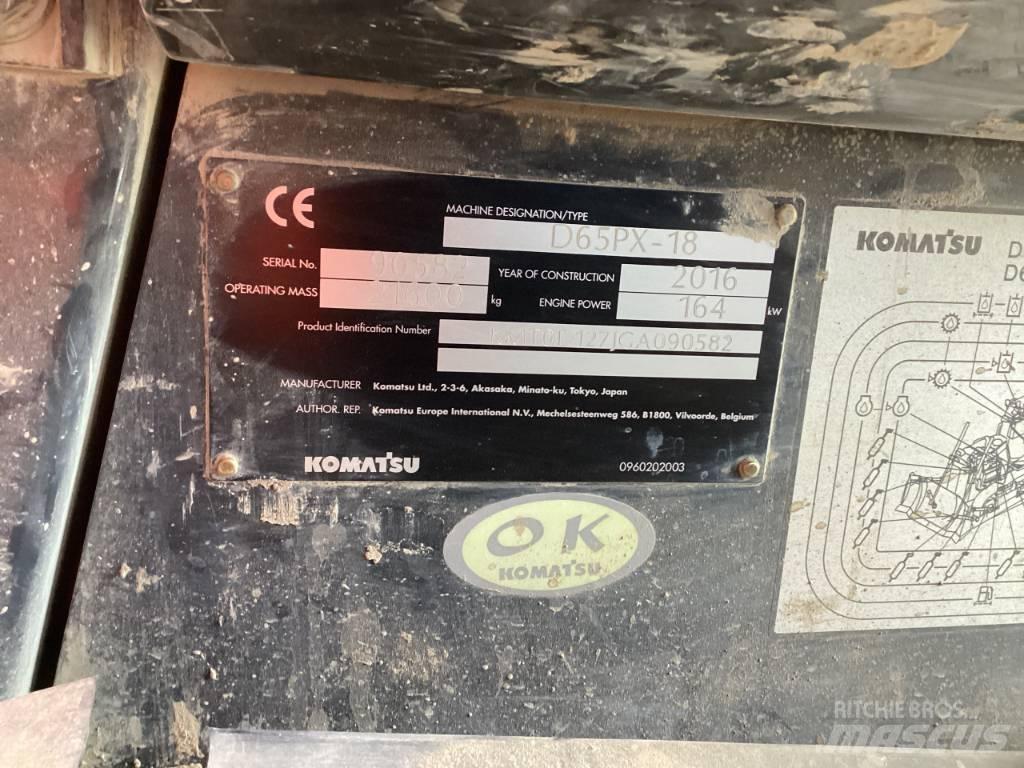 CE
MACHINE DESIGNATION/TYPE
D65PX-18
SERIAL No. 90582
YEAR OF CONSTRUCTION 2016
OPERATING MASS kg
ENGINE POWER 164 kW
Product Identification Number
MANUFACTURER Komatsu Ltd., 2-3-6, Akasaka, Minato-ku, Tokyo, Japan
AUTHOR. REP. Komatsu Europe International N.V., Mechelsesteenweg 586, B1800, Vilvoorde, Belgium
KOMATSU 0960202003
OK
KOMATSU
KOMATSU
RITCHIE BROS.
MASCUS